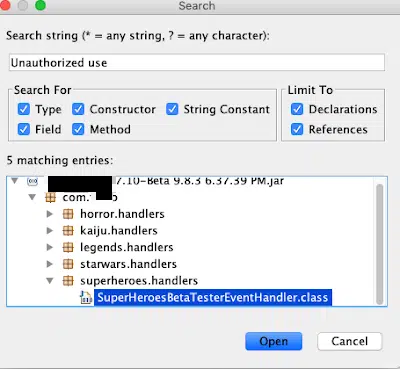 Search
Search string (* = any string, ? = any character):
Unauthorized use
Search For
Limit To
Type
Constructor
String Constant
Declarations
Field
Method
References
5 matching entries:
7.10-Beta 9.8.3 6.37.39 PM.jar
com.
horror.handlers
kaiju.handlers
legends.handlers
starwars.handlers
superheroes.handlers
SuperHeroesBetaTesterEventHandler.class
Open
Cancel